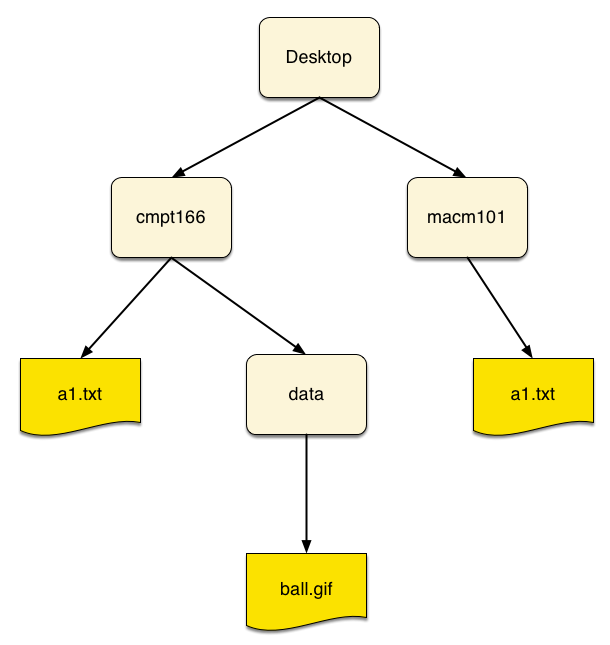 Desktop
cmpt166
macm101
a1.txt
data
a1.txt
ball.gif